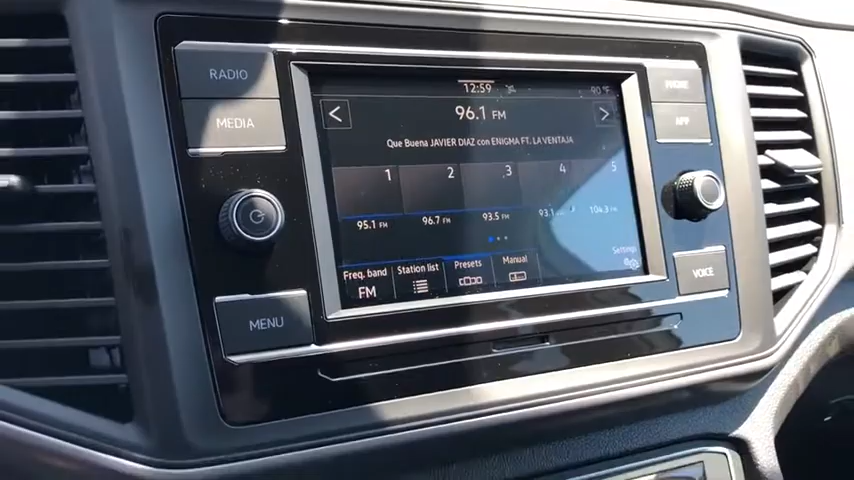 RADIO
MEDIA
MENU
PHONE
APP
VOICE
12:59
90 °F
96.1 FM
<
>
Que Buena JAVIER DIAZ con ENIGMA FT. LA VENTAJA
1 2 3 4 5
95.1 FM 96.7 FM 93.5 FM 93.1 104.3 FM
Settings
Freq. band Station list Presets Manual
FM